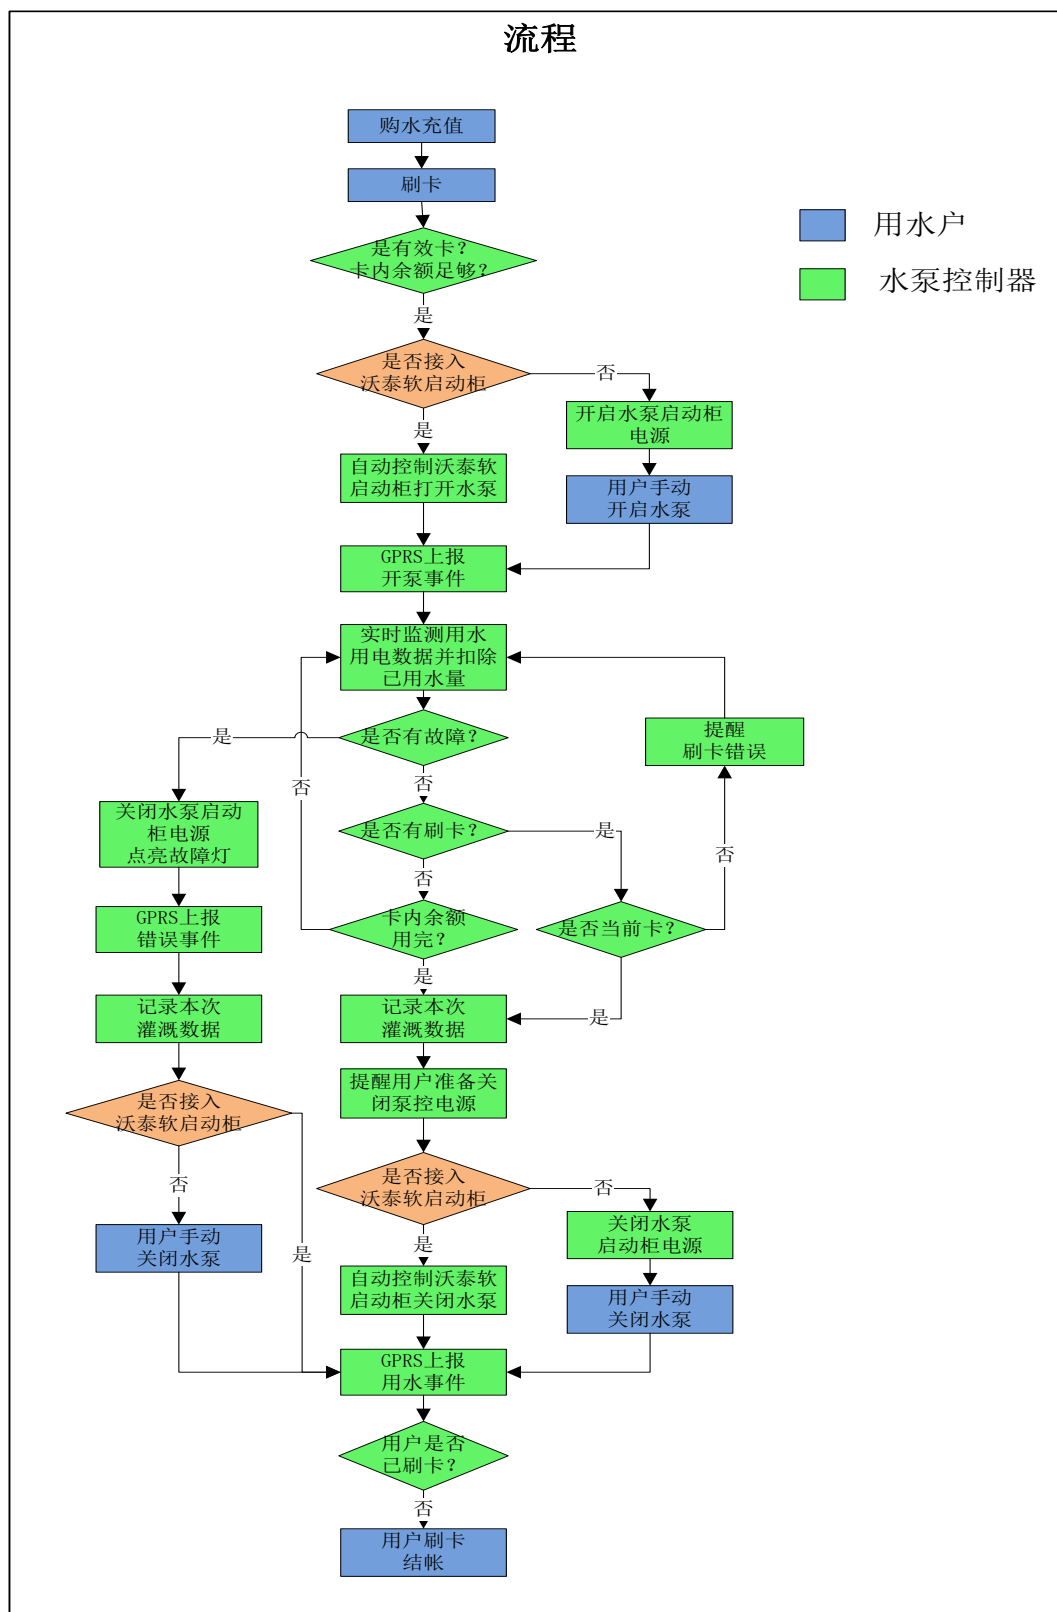 流程
购水充值
刷卡
用水户
水泵控制器
是有效卡?
卡内余额足够?
是
是否接入
沃泰软启动柜
否
开启水泵启动柜
电源
是
自动控制沃泰软
启动柜打开水泵
用户手动
开启水泵
GPRS上报
开泵事件
实时监测用水
用电数据并扣除
已用水量
是否有故障?
是
提醒
刷卡错误
否
否
关闭水泵启动
柜电源
点亮故障灯
是否有刷卡?
是
否
否
GPRS上报
错误事件
卡内余额
用完?
是否当前卡?
是
记录本次
灌溉数据
记录本次
灌溉数据
是
提醒用户准备关
闭泵控电源
是否接入
沃泰软启动柜
是否接入
沃泰软启动柜
否
否
用户手动
关闭水泵
是
是
关闭水泵
启动柜电源
自动控制沃泰软
启动柜关闭水泵
用户手动
关闭水泵
GPRS上报
用水事件
用户是否
已刷卡?
否
用户刷卡
结帐